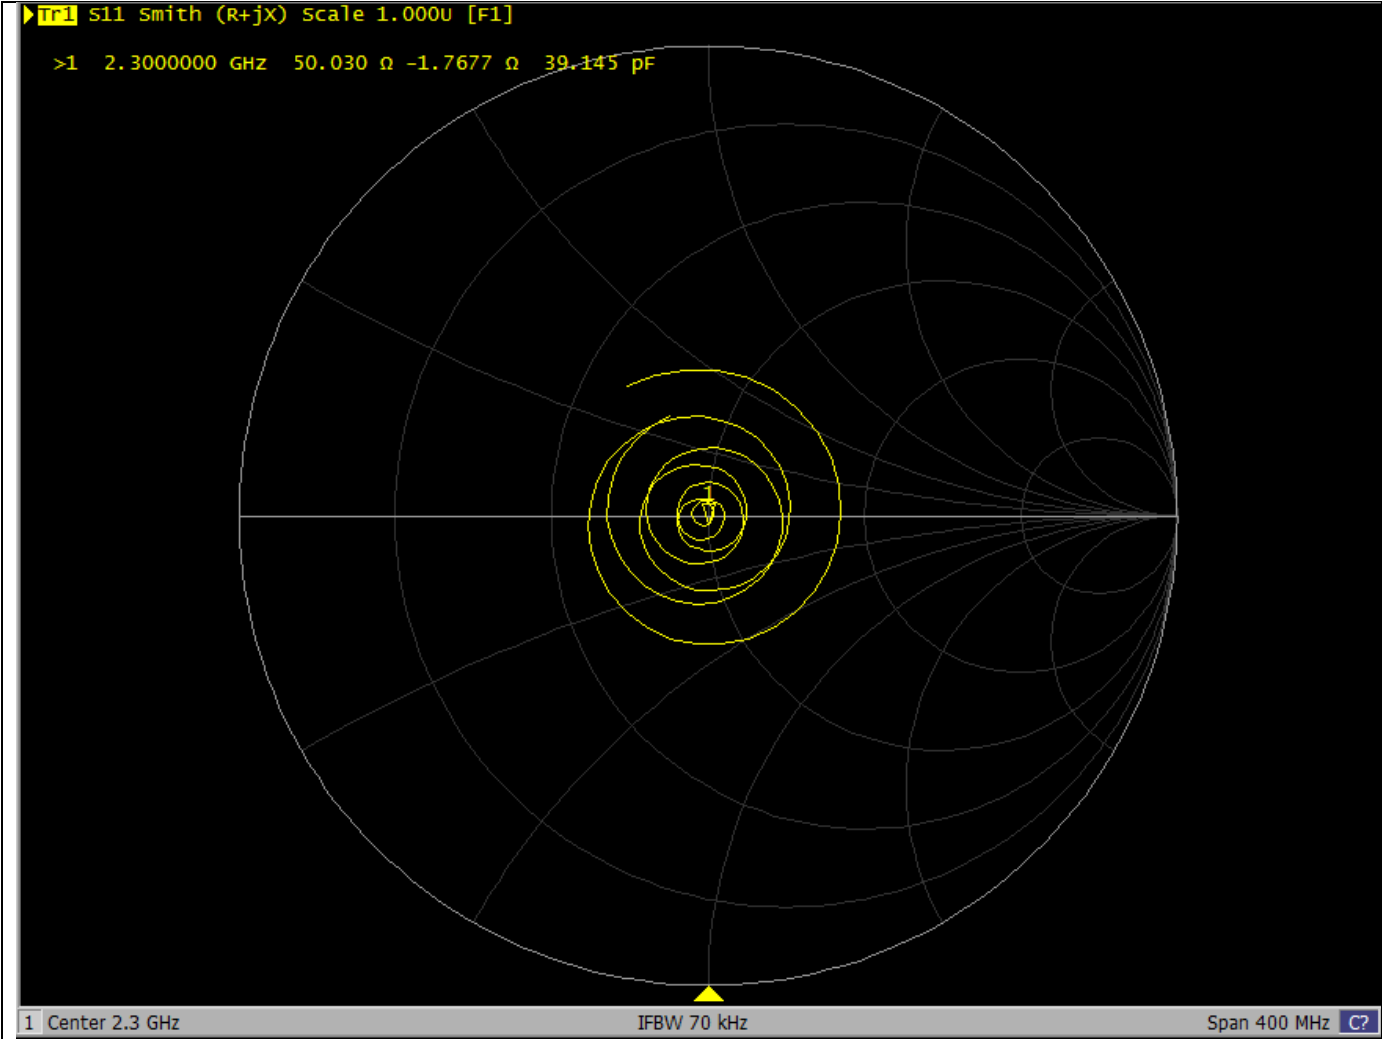 Tr1 S11 Smith (R+jX) Scale 1.000U [F1]
>1 2.3000000 GHz 50.030 Ω -1.7677 Ω 39.145 pF
1
1 Center 2.3 GHz IFBW 70 kHz Span 400 MHz C?